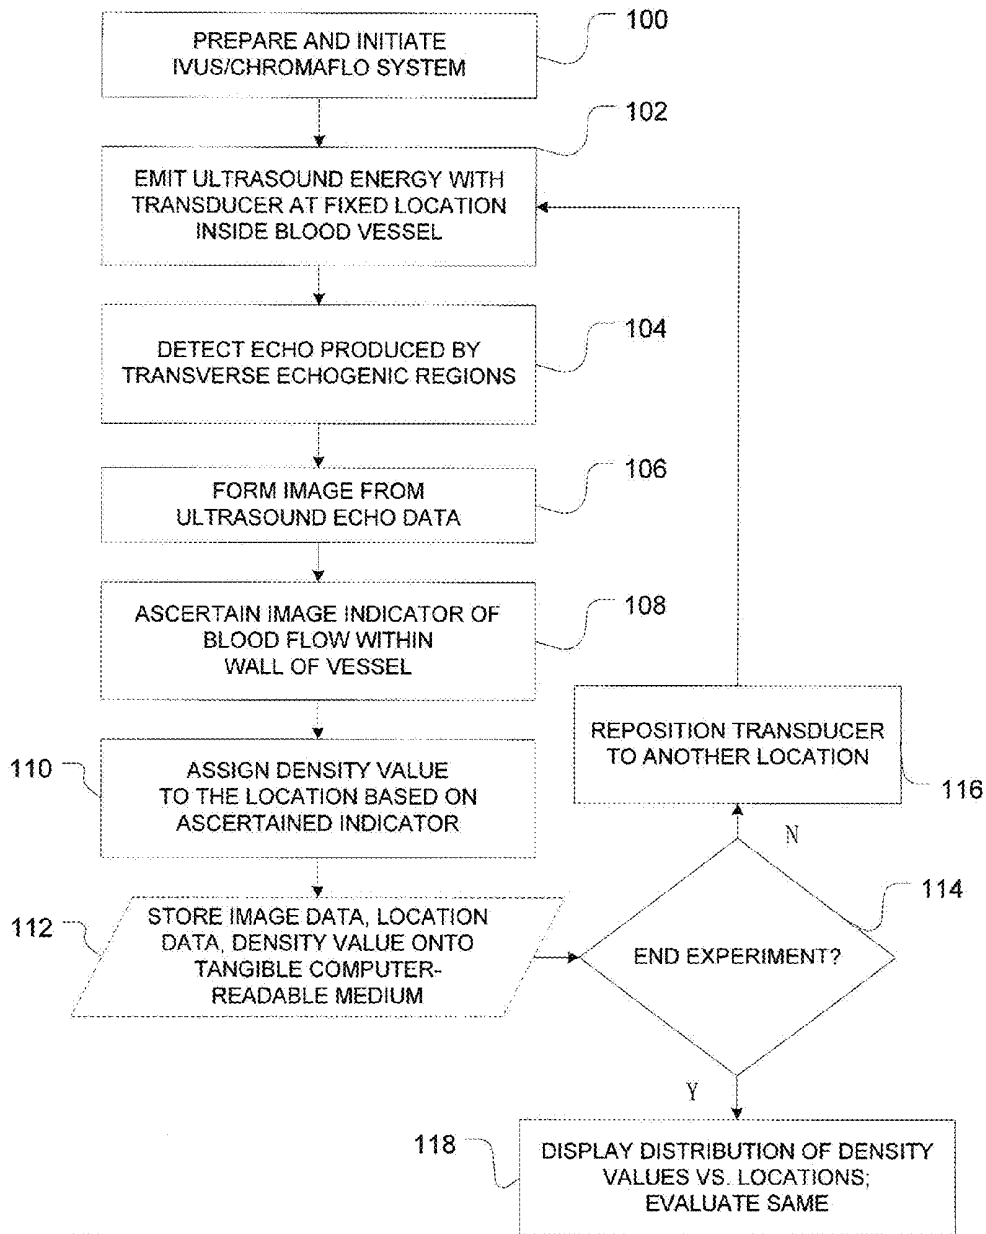 PREPARE AND INITIATE
IVUS/CHROMAFLO SYSTEM
100
EMIT ULTRASOUND ENERGY WITH
TRANSDUCER AT FIXED LOCATION
INSIDE BLOOD VESSEL
102
DETECT ECHO PRODUCED BY
TRANSVERSE ECHOGENIC REGIONS
104
FORM IMAGE FROM
ULTRASOUND ECHO DATA
106
ASCERTAIN IMAGE INDICATOR OF
BLOOD FLOW WITHIN
WALL OF VESSEL
108
110
ASSIGN DENSITY VALUE
TO THE LOCATION BASED ON
ASCERTAINED INDICATOR
112
STORE IMAGE DATA, LOCATION
DATA, DENSITY VALUE ONTO
TANGIBLE COMPUTER-
READABLE MEDIUM
END EXPERIMENT?
114
N
REPOSITION TRANSDUCER
TO ANOTHER LOCATION
116
Y
118
DISPLAY DISTRIBUTION OF DENSITY
VALUES VS. LOCATIONS;
EVALUATE SAME